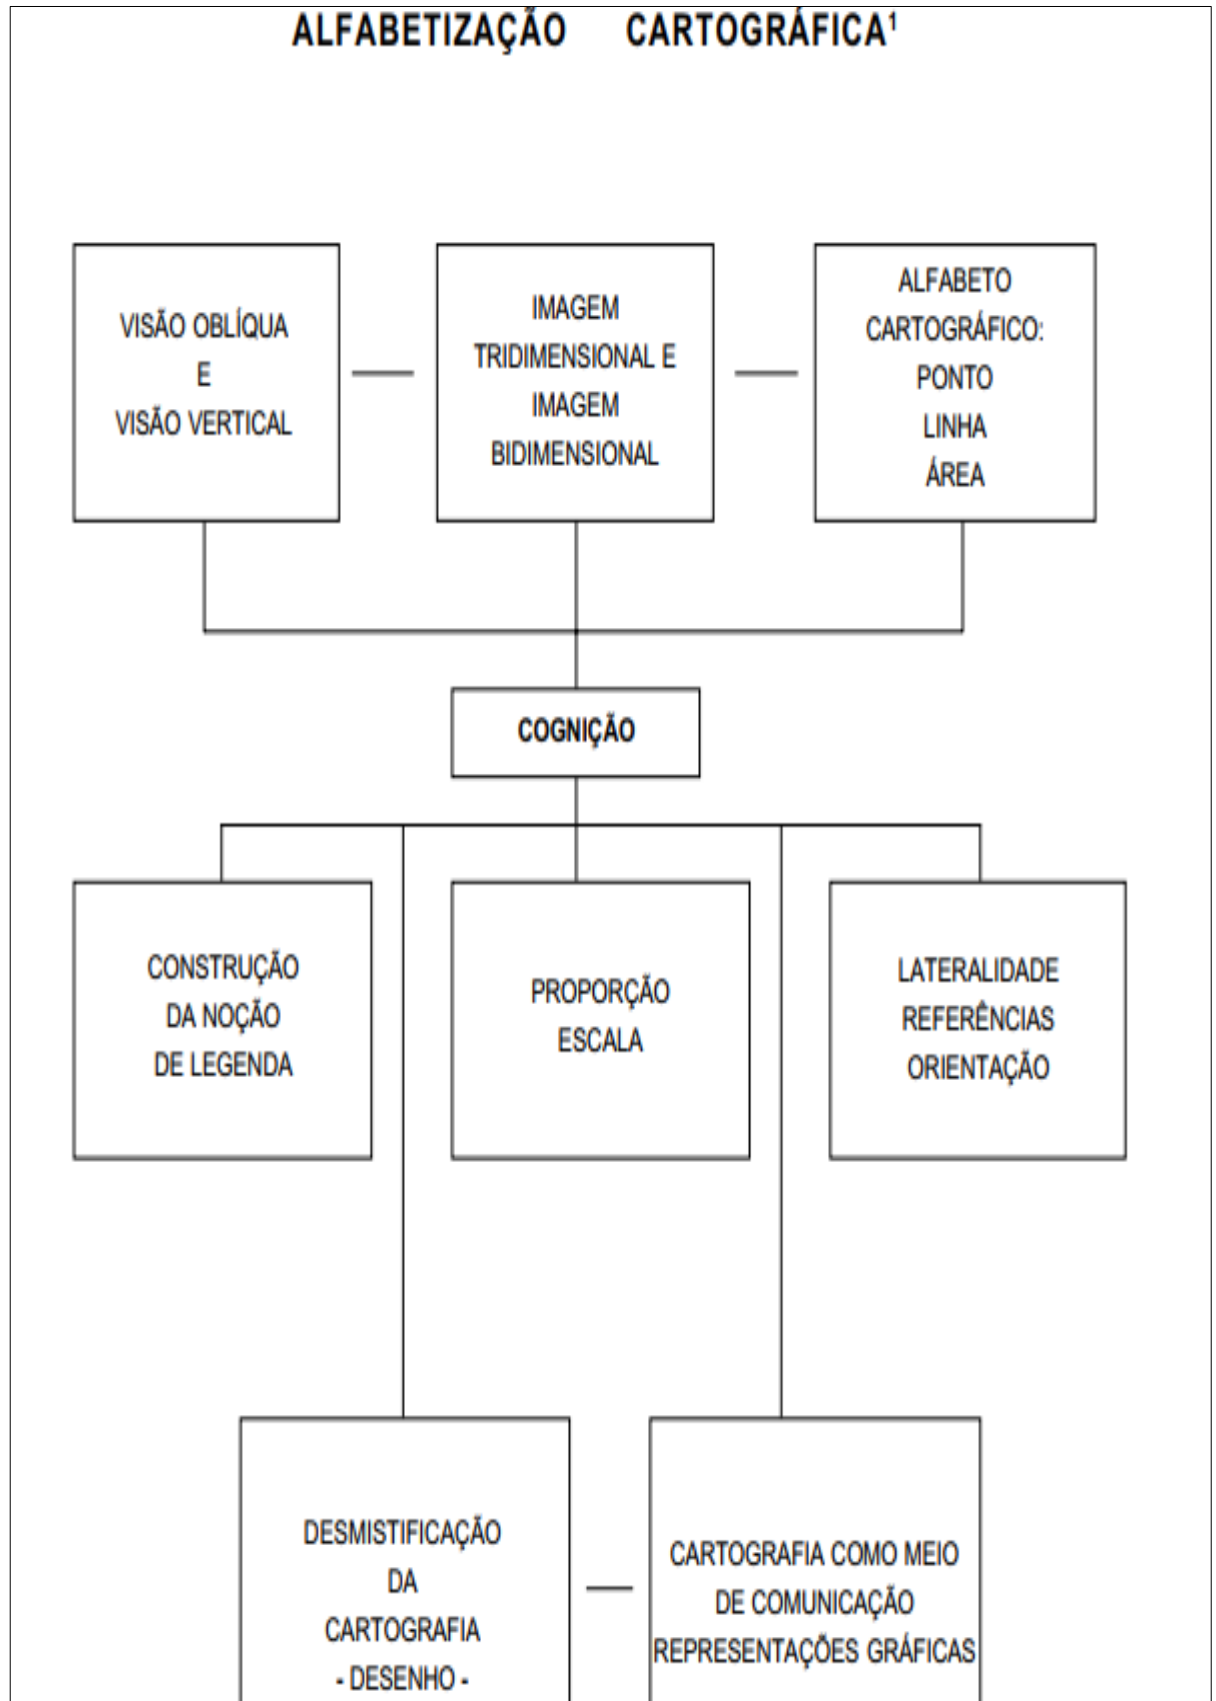 ALFABETIZAÇÃO CARTOGRÁFICA¹
VISÃO OBLÍQUA
E
VISÃO VERTICAL
IMAGEM
TRIDIMENSIONAL E
IMAGEM
BIDIMENSIONAL
ALFABETO
CARTOGRÁFICO:
PONTO
LINHA
ÁREA
COGNIÇÃO
CONSTRUÇÃO
DA NOÇÃO
DE LEGENDA
PROPORÇÃO
ESCALA
LATERALIDADE
REFERÊNCIAS
ORIENTAÇÃO
DESMISTIFICAÇÃO
DA
CARTOGRAFIA
- DESENHO -
CARTOGRAFIA COMO MEIO
DE COMUNICAÇÃO
REPRESENTAÇÕES GRÁFICAS